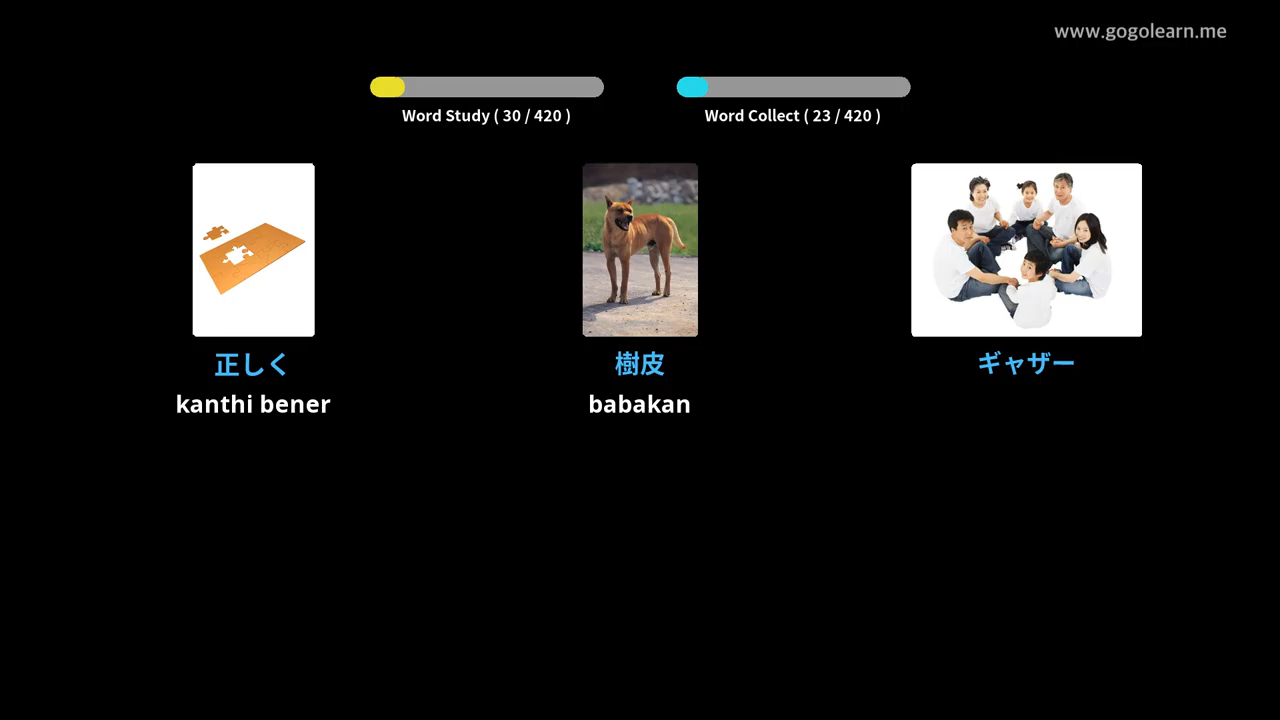 www.gogolearn.me
Word Study ( 30 / 420 )
Word Collect ( 23 / 420 )
正しく
樹皮
ギャザー
kanthi bener
babakan